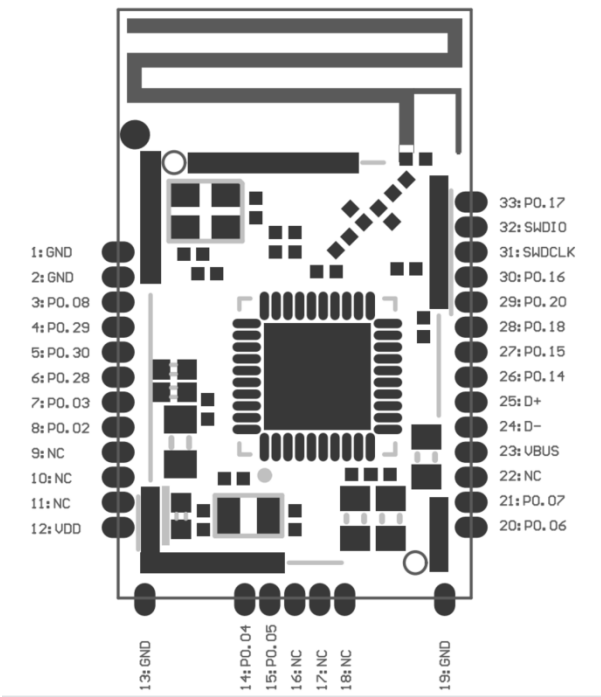 1:GND
2:GND
3:P0.08
4:P0.29
5:P0.30
6:P0.28
7:P0.03
8:P0.02
9:NC
10:NC
11:NC
12:VDD
13:GND
14:P0.04
15:P0.05
16:NC
17:NC
18:NC
19:GND
33:P0.17
32:SWDIO
31:SWDCLK
30:P0.16
29:P0.20
28:P0.18
27:P0.15
26:P0.14
25:D+
24:D-
23:VBUS
22:NC
21:P0.07
20:P0.06